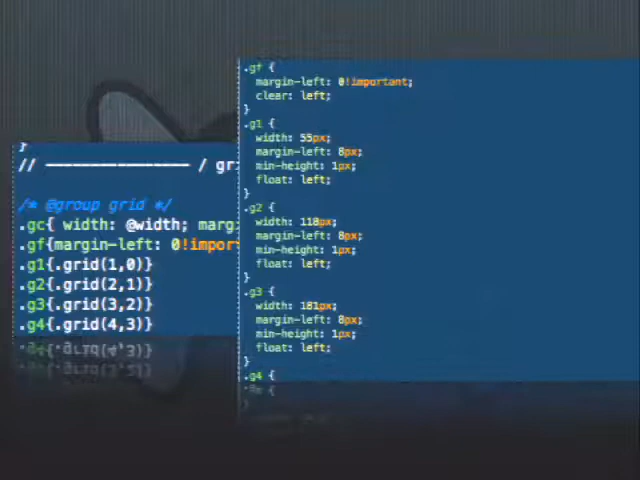 }
// ———————— / gri
/* @group grid */
.gc{ width: @width; marg
.gf{margin-left: 0!impor
.g1{.grid(1,0)}
.g2{.grid(2,1)}
.g3{.grid(3,2)}
.g4{.grid(4,3)}
.gf {
margin-left: 0!important;
clear: left;
}
.g1 {
width: 55px;
margin-left: 8px;
min-height: 1px;
float: left;
}
.g2 {
width: 118px;
margin-left: 8px;
min-height: 1px;
float: left;
}
.g3 {
width: 181px;
margin-left: 8px;
min-height: 1px;
float: left;
}
.g4 {